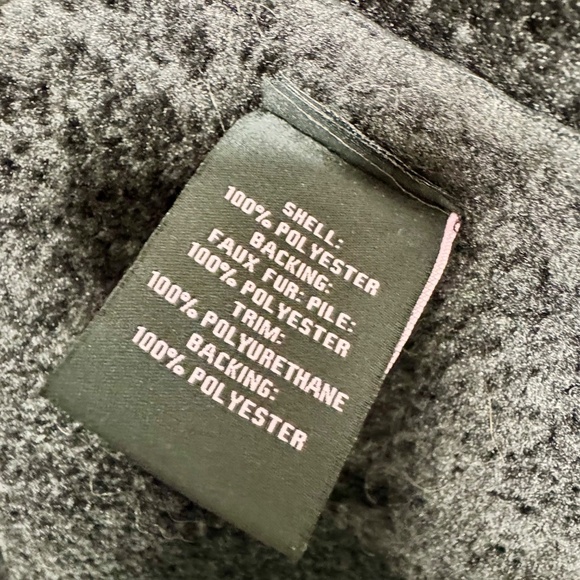 SHELL:
100% POLYESTER
BACKING:
FAUX FUR: PILE:
100% POLYESTER
TRIM:
100% POLYURETHANE
BACKING:
100% POLYESTER